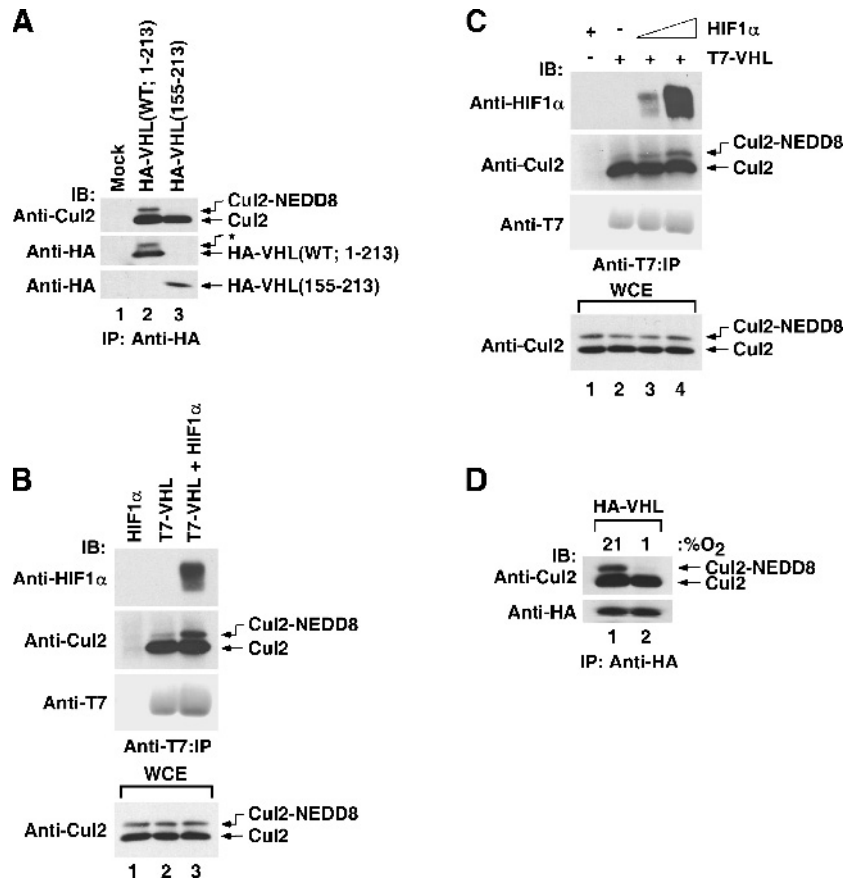 A
Mock
HA-VHL(WT; 1-213)
HA-VHL(155-213)
IB:
Anti-Cul2
Cul2-NEDD8
Cul2
Anti-HA
*
HA-VHL(WT; 1-213)
Anti-HA
HA-VHL(155-213)
1 2 3
IP: Anti-HA
B
HIF1α
T7-VHL
T7-VHL + HIF1α
IB:
Anti-HIF1α
Anti-Cul2
Cul2-NEDD8
Cul2
Anti-T7
Anti-T7:IP
WCE
Anti-Cul2
Cul2-NEDD8
Cul2
1 2 3
C
+ - HIF1α
- + + + T7-VHL
IB:
Anti-HIF1α
Anti-Cul2
Cul2-NEDD8
Cul2
Anti-T7
Anti-T7:IP
WCE
Anti-Cul2
Cul2-NEDD8
Cul2
1 2 3 4
D
HA-VHL
21 1 :%O2
IB:
Anti-Cul2
Cul2-NEDD8
Cul2
Anti-HA
1 2
IP: Anti-HA